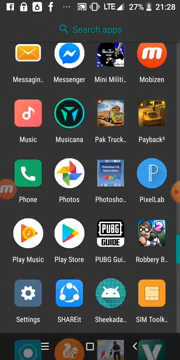 LTE 27% 21:28
Search apps
Messagin... Messenger Mini Militi... Mobizen
Music Musicana Pak Truck... Payback²
Phone Photos Photosho... PixelLab
Play Music Play Store PUBG Gui... Robbery B...
PUBG
GUIDE
Settings SHAREit Sheekada... SIM Toolk...